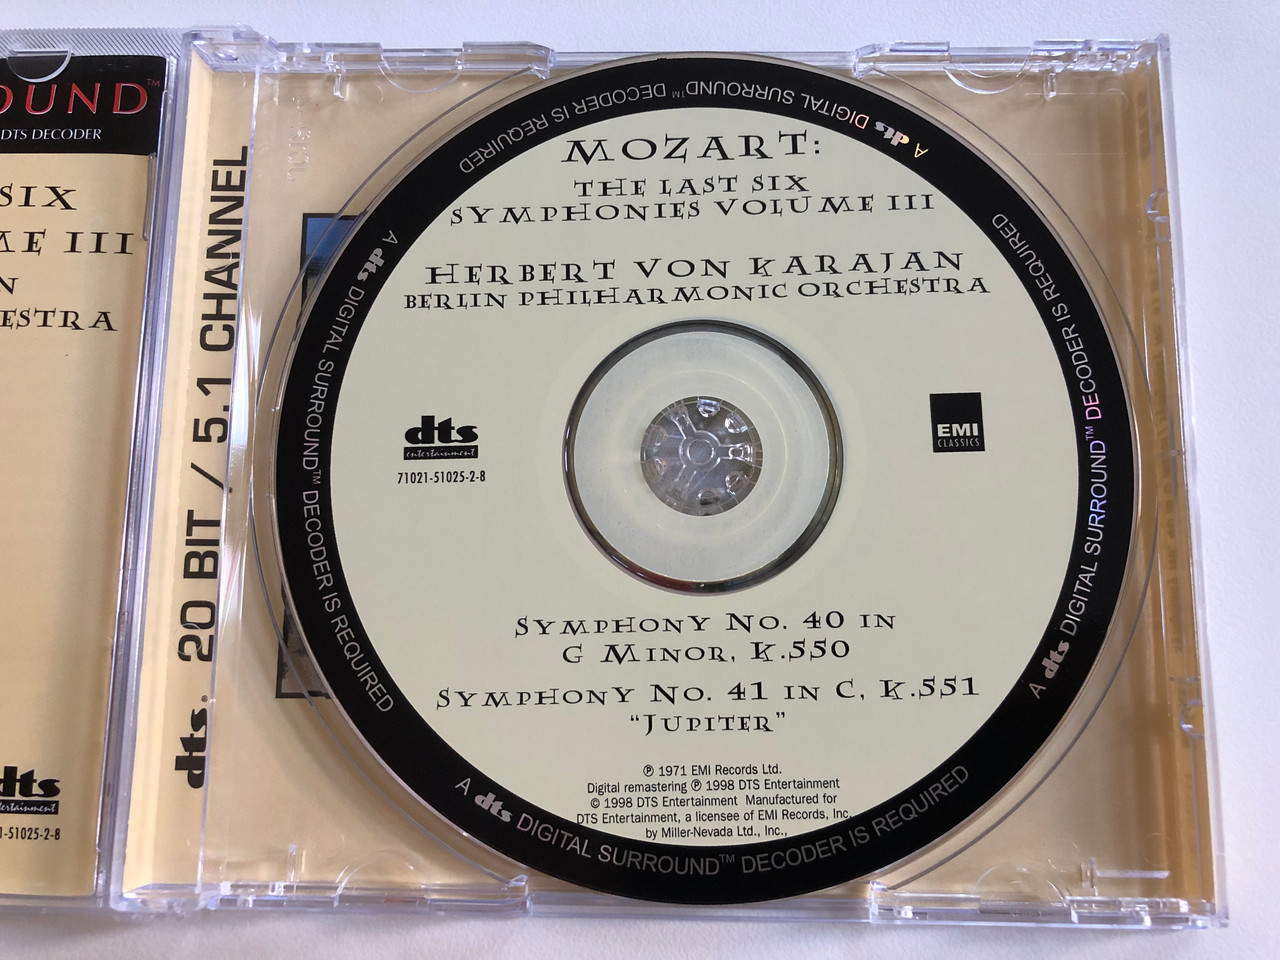 OUND™
DTS DECODER
SIX
ME III
N
ESTRA
dts
entertainment
1-51025-2-8
dts. 20 BIT / 5.1 CHANNEL
MOZART:
THE LAST SIX
SYMPHONIES VOLUME III
HERBERT VON KARAJAN
BERLIN PHILHARMONIC ORCHESTRA
dts
entertainment
71021-51025-2-8
EMI
CLASSICS
SYMPHONY NO. 40 IN
G MINOR, K.550
SYMPHONY NO. 41 IN C, K.551
“JUPITER”
℗ 1971 EMI Records Ltd.
Digital remastering ℗ 1998 DTS Entertainment
© 1998 DTS Entertainment Manufactured for
DTS Entertainment, a licensee of EMI Records, Inc.
by Miller-Nevada Ltd., Inc.,
A dts DIGITAL SURROUND™ DECODER IS REQUIRED
A dts DIGITAL SURROUND™ DECODER IS REQUIRED
A dts DIGITAL SURROUND™ DECODER IS REQUIRED
A dts DIGITAL SURROUND™ DECODER IS REQUIRED